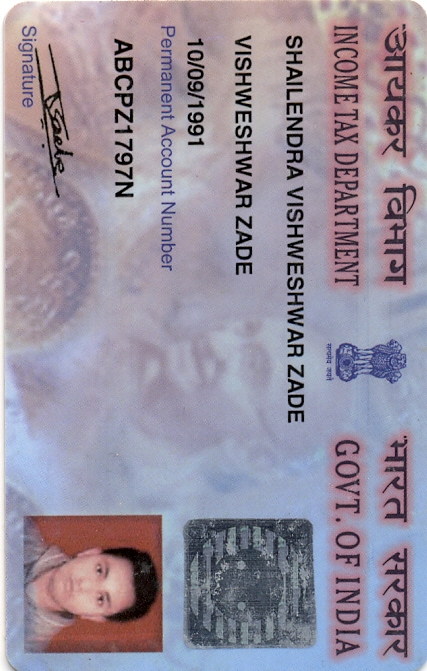 आयकर विभाग
भारत सरकार
INCOME TAX DEPARTMENT
GOVT. OF INDIA
सत्यमेव जयते
SHAILENDRA VISHWESHWAR ZADE
VISHWESHWAR ZADE
10/09/1991
Permanent Account Number
ABCPZ1797N
Signature